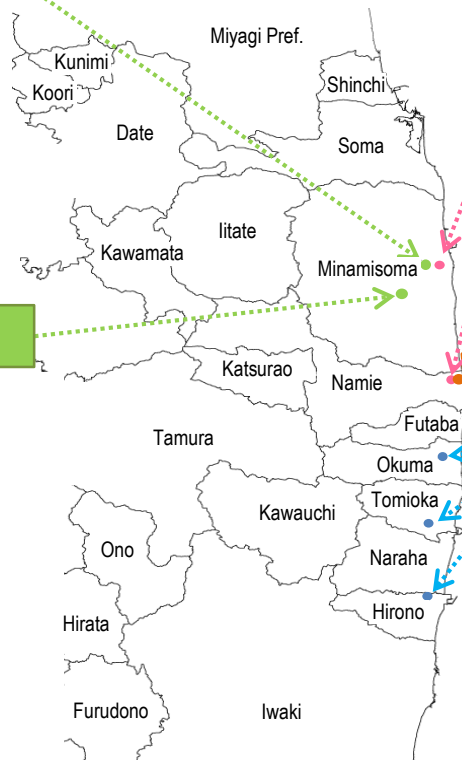 Miyagi Pref.
Kunimi
Koori
Shinchi
Date
Soma
Iitate
Kawamata
Minamisoma
Katsurao
Namie
Futaba
Tamura
Okuma
Tomioka
Kawauchi
Ono
Naraha
Hirata
Hirono
Furudono
Iwaki